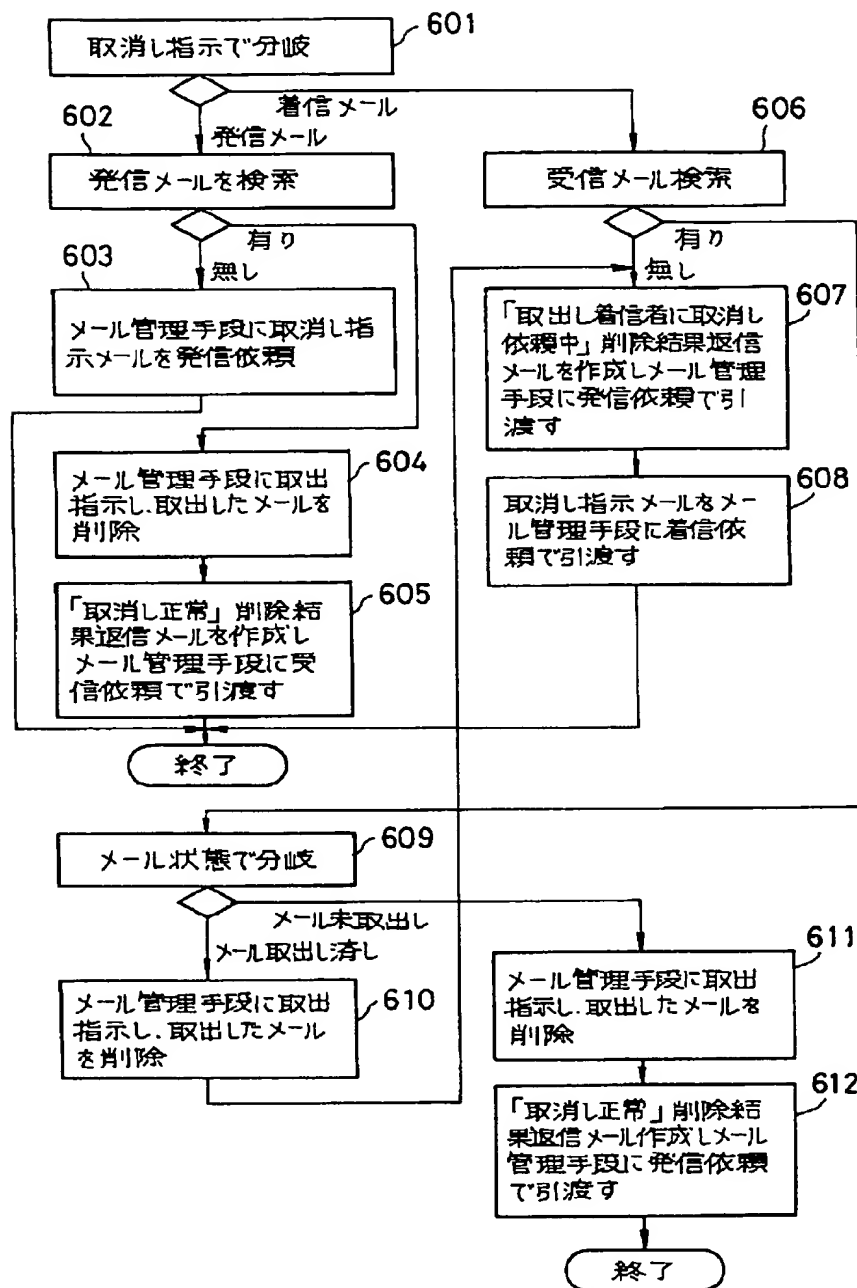 取消し指示で分岐
601
着信メール
発信メール
602
発信メールを検索
606
受信メール検索
有り
無し
有り
無し
603
メール管理手段に取消し指
示メールを発信依頼
607
「取出し着信者に取消し
依頼中」削除結果返信
メールを作成しメール管理
手段に発信依頼で引
渡す
604
メール管理手段に取出
指示し、取出したメールを
削除
608
取消し指示メールをメー
ル管理手段に着信依
頼で引渡す
605
「取消し正常」削除結
果返信メールを作成し
メール管理手段に受
信依頼で引渡す
終了
609
メール状態で分岐
メール未取出し
メール取出し済し
610
メール管理手段に取出
指示し、取出したメール
を削除
611
メール管理手段に取出
指示し、取出したメールを
削除
612
「取消し正常」削除結
果返信メール作成しメール
管理手段に発信依頼
で引渡す
終了